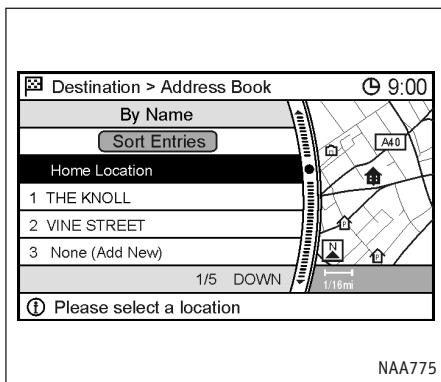 Destination > Address Book 9:00
By Name
Sort Entries
A40
Home Location
1 THE KNOLL
2 VINE STREET
P
3 None (Add New)
N
P
1/5 DOWN
1/16mi
i Please select a location
NAA775